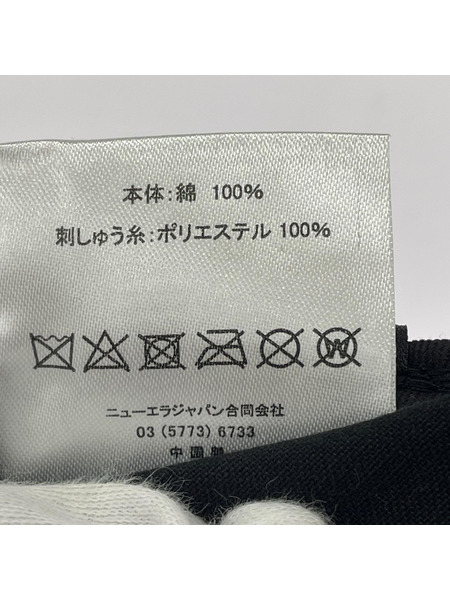 本体:綿 100%
刺しゅう糸:ポリエステル 100%
ニューエラジャパン合同会社
03 (5773) 6733
中国製